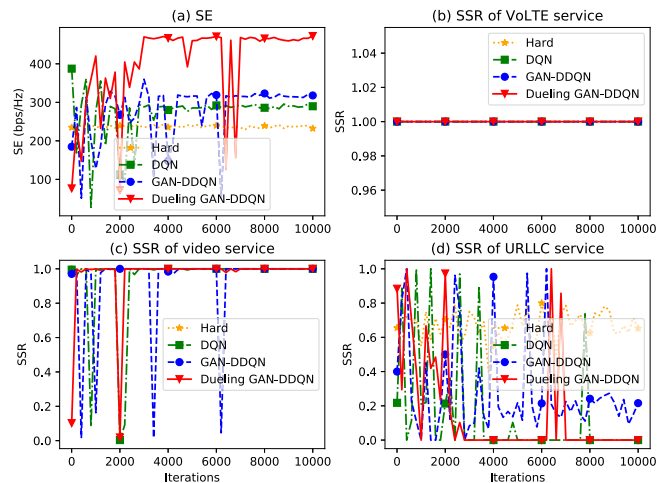 (a) SE
SE (bps/Hz)
400
300
200
100
0
2000
4000
6000
8000
10000
Hard
DQN
GAN-DDQN
Dueling GAN-DDQN
(b) SSR of VoLTE service
SSR
1.04
1.02
1.00
0.98
0.96
0
2000
4000
6000
8000
10000
Hard
DQN
GAN-DDQN
Dueling GAN-DDQN
(c) SSR of video service
SSR
1.0
0.8
0.6
0.4
0.2
0.0
0
2000
4000
6000
8000
10000
Iterations
Hard
DQN
GAN-DDQN
Dueling GAN-DDQN
(d) SSR of URLLC service
SSR
1.0
0.8
0.6
0.4
0.2
0.0
0
2000
4000
6000
8000
10000
Iterations
Hard
DQN
GAN-DDQN
Dueling GAN-DDQN